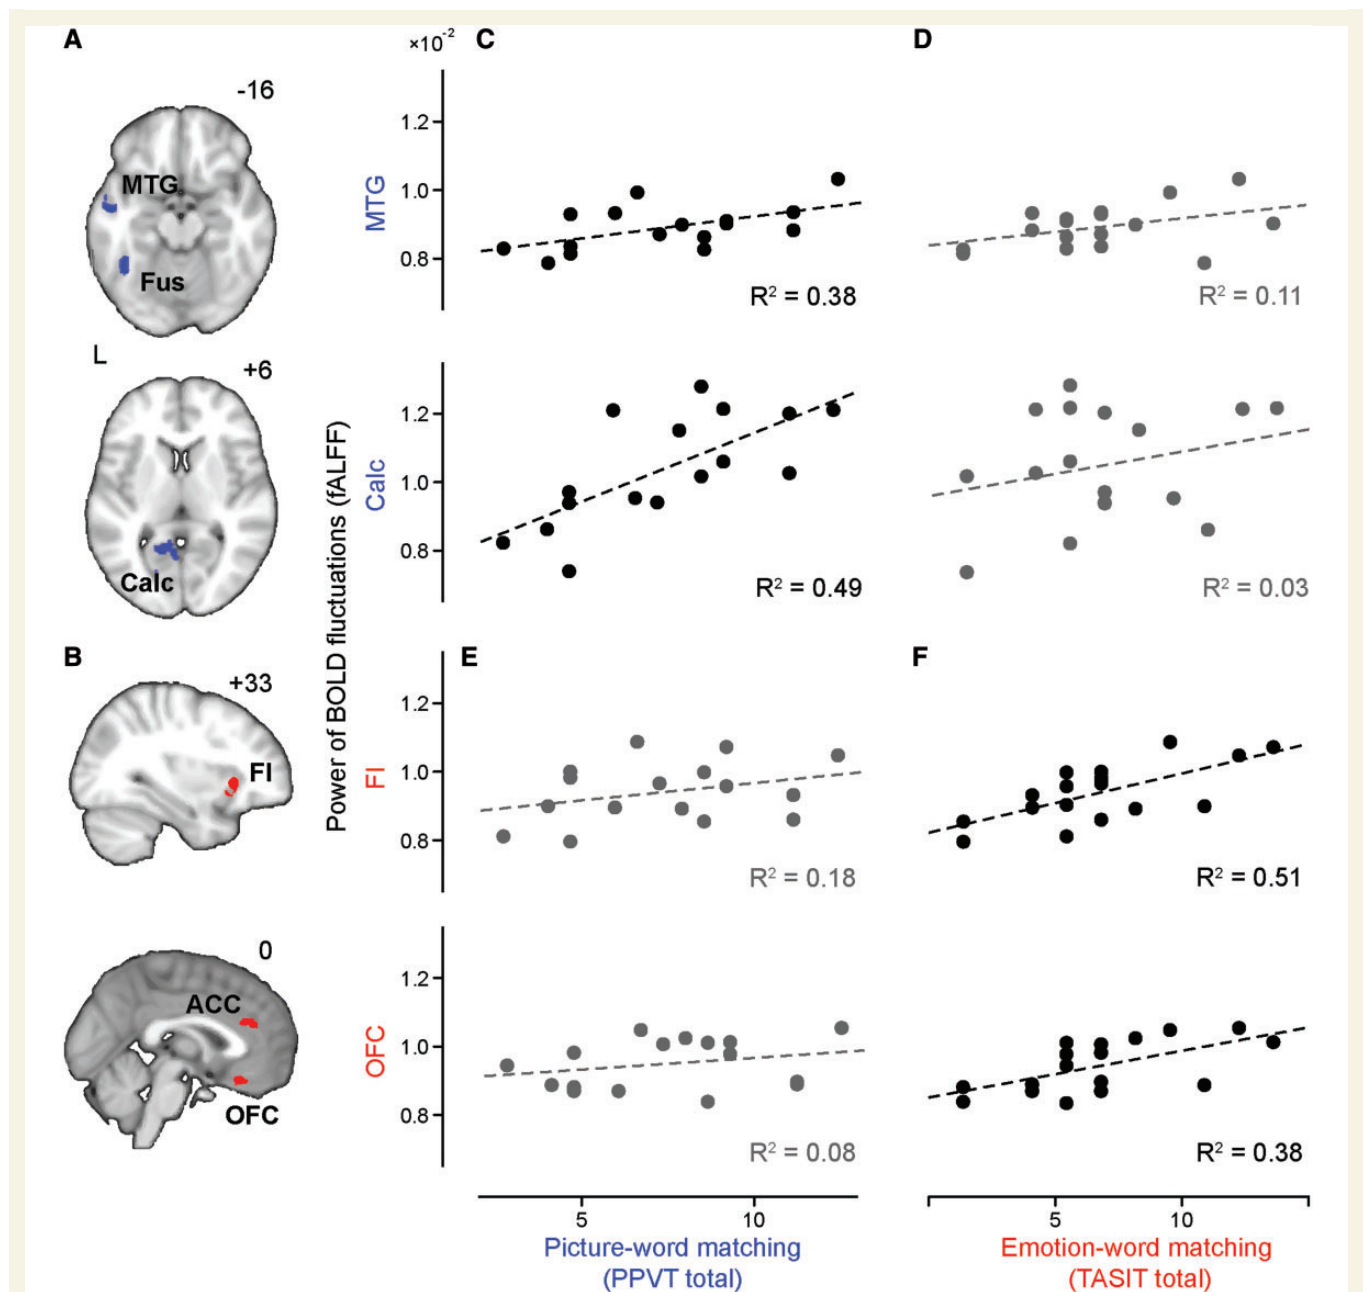 A
-16
MTG
Fus
L
+6
Calc
B
+33
FI
0
ACC
OFC
Power of BOLD fluctuations (fALFF)
×10-2
C
MTG
1.2
1.0
0.8
R2 = 0.38
D
R2 = 0.11
Calc
1.2
1.0
0.8
R2 = 0.49
R2 = 0.03
E
FI
1.2
1.0
0.8
R2 = 0.18
F
R2 = 0.51
OFC
1.2
1.0
0.8
R2 = 0.08
R2 = 0.38
5 10
Picture-word matching
(PPVT total)
5 10
Emotion-word matching
(TASIT total)